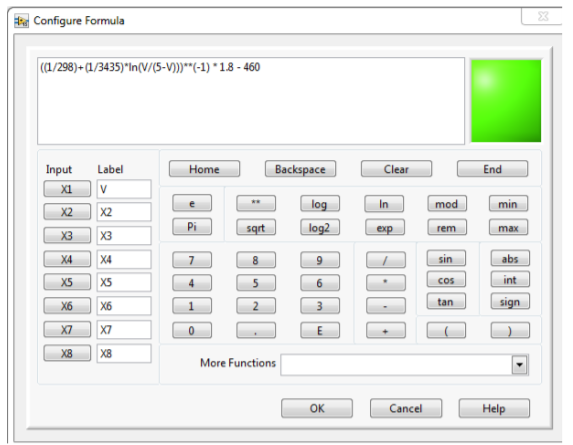 Configure Formula
((1/298)+(1/3435)*ln(V/(5-V)))**(-1) * 1.8 - 460
Input Label Home Backspace Clear End
X1 V
e ** log ln mod min
X2 X2
Pi sqrt log2 exp rem max
X3 X3
X4 X4
7 8 9 / sin abs
X5 X5
4 5 6 * cos int
X6 X6
1 2 3 - tan sign
X7 X7
0 . E + ( )
X8 X8
More Functions
OK Cancel Help